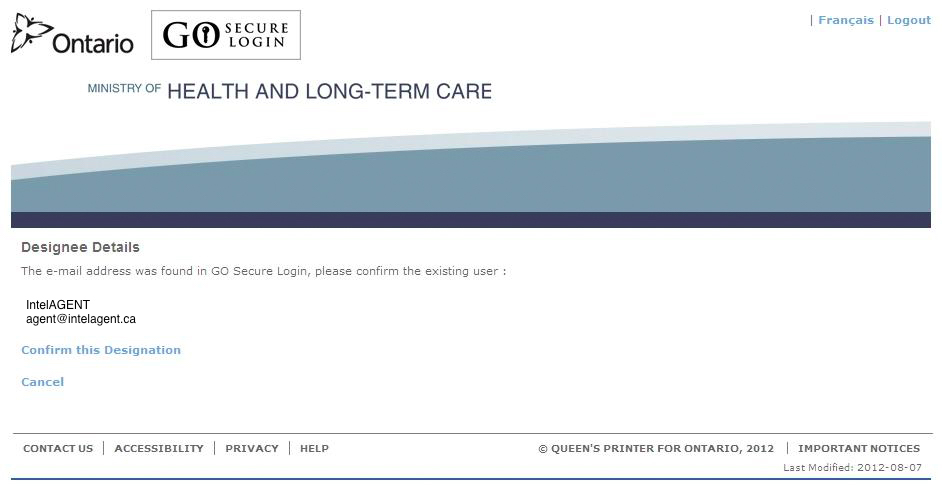 Ontario
GO SECURE LOGIN
| Français | Logout
MINISTRY OF HEALTH AND LONG-TERM CARE
Designee Details
The e-mail address was found in GO Secure Login, please confirm the existing user :
IntelAGENT
agent@intelagent.ca
Confirm this Designation
Cancel
CONTACT US | ACCESSIBILITY | PRIVACY | HELP © QUEEN'S PRINTER FOR ONTARIO, 2012 | IMPORTANT NOTICES
Last Modified: 2012-08-07